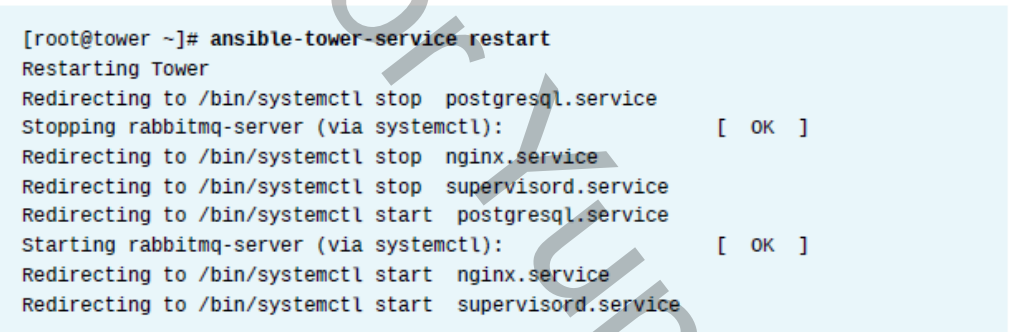 [root@tower ~]# ansible-tower-service restart
Restarting Tower
Redirecting to /bin/systemctl stop  postgresql.service
Stopping rabbitmq-server (via systemctl):                  [  OK  ]
Redirecting to /bin/systemctl stop  nginx.service
Redirecting to /bin/systemctl stop  supervisord.service
Redirecting to /bin/systemctl start  postgresql.service
Starting rabbitmq-server (via systemctl):                  [  OK  ]
Redirecting to /bin/systemctl start  nginx.service
Redirecting to /bin/systemctl start  supervisord.service